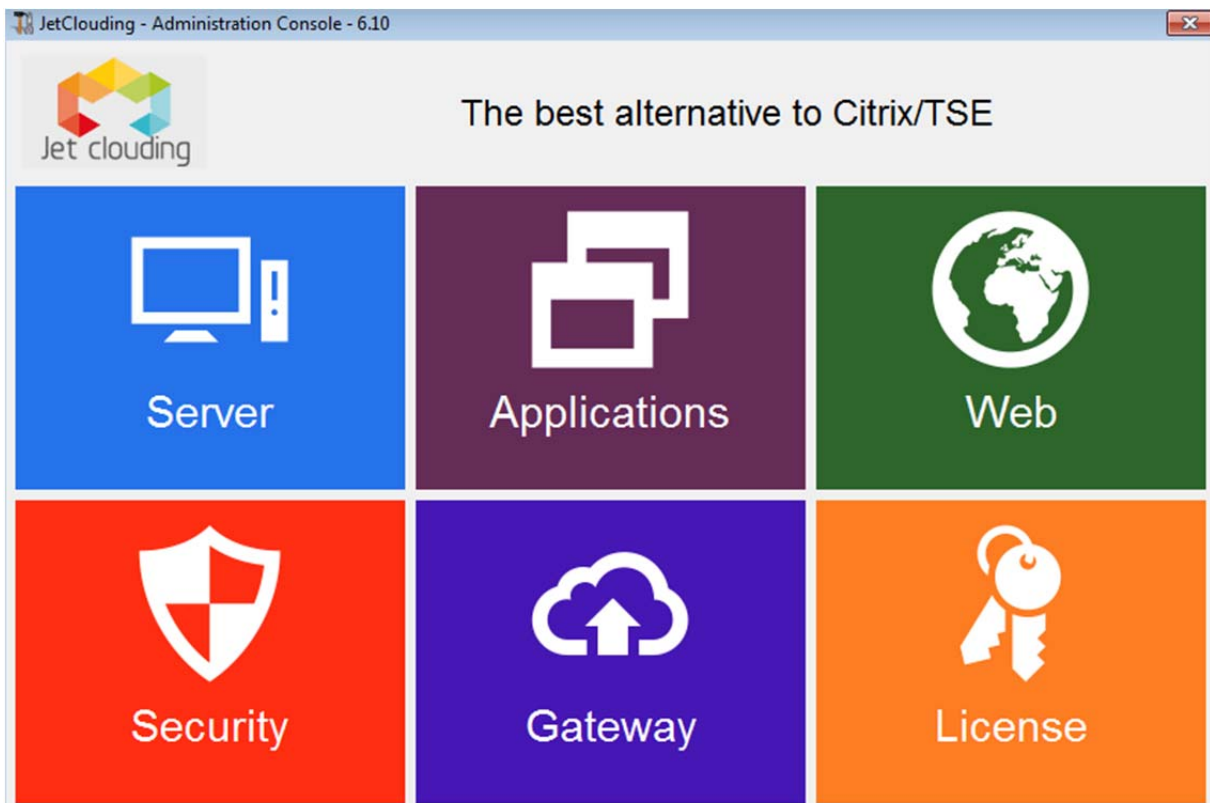 JetClouding - Administration Console - 6.10
Jet clouding
The best alternative to Citrix/TSE
Server
Applications
Web
Security
Gateway
License